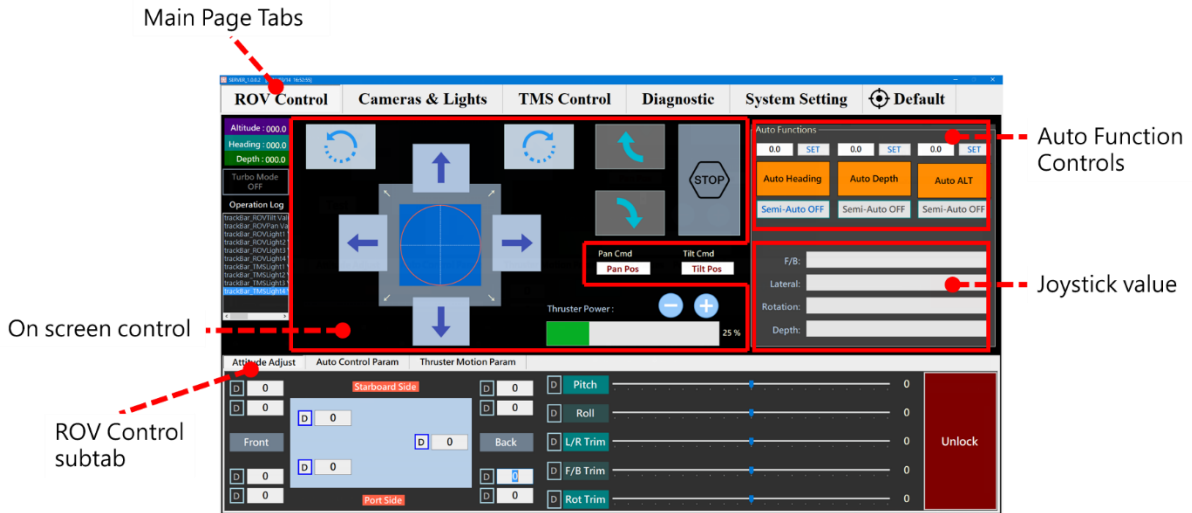 Main Page Tabs
ROV Control Cameras & Lights TMS Control Diagnostic System Setting Default
Altitude : 000.0
Heading : 000.0
Depth : 000.0
Turbo Mode
OFF
Operation Log
trackBar_ROVTilt Val
trackBar_ROVPan Va
trackBar_ROVLight1
trackBar_ROVLight2
trackBar_ROVLight3
trackBar_ROVLight4
trackBar_TMSLight1
trackBar_TMSLight2
trackBar_TMSLight3
trackBar_TMSLight4
STOP
Pan Cmd Tilt Cmd
Pan Pos Tilt Pos
Thruster Power :
25 %
Auto Functions
0.0 SET 0.0 SET 0.0 SET
Auto Heading Auto Depth Auto ALT
Semi-Auto OFF Semi-Auto OFF Semi-Auto OFF
Auto Function
Controls
F/B:
Lateral:
Rotation:
Depth:
Joystick value
On screen control
Attitude Adjust Auto Control Param Thruster Motion Param
D 0 Starboard Side D 0 D Pitch 0
D 0 D 0 D Roll 0
D 0
Front D 0 Back D L/R Trim 0
D 0
D 0 D 0 D F/B Trim 0
D 0 Port Side D 0 D Rot Trim 0
Unlock
ROV Control
subtab